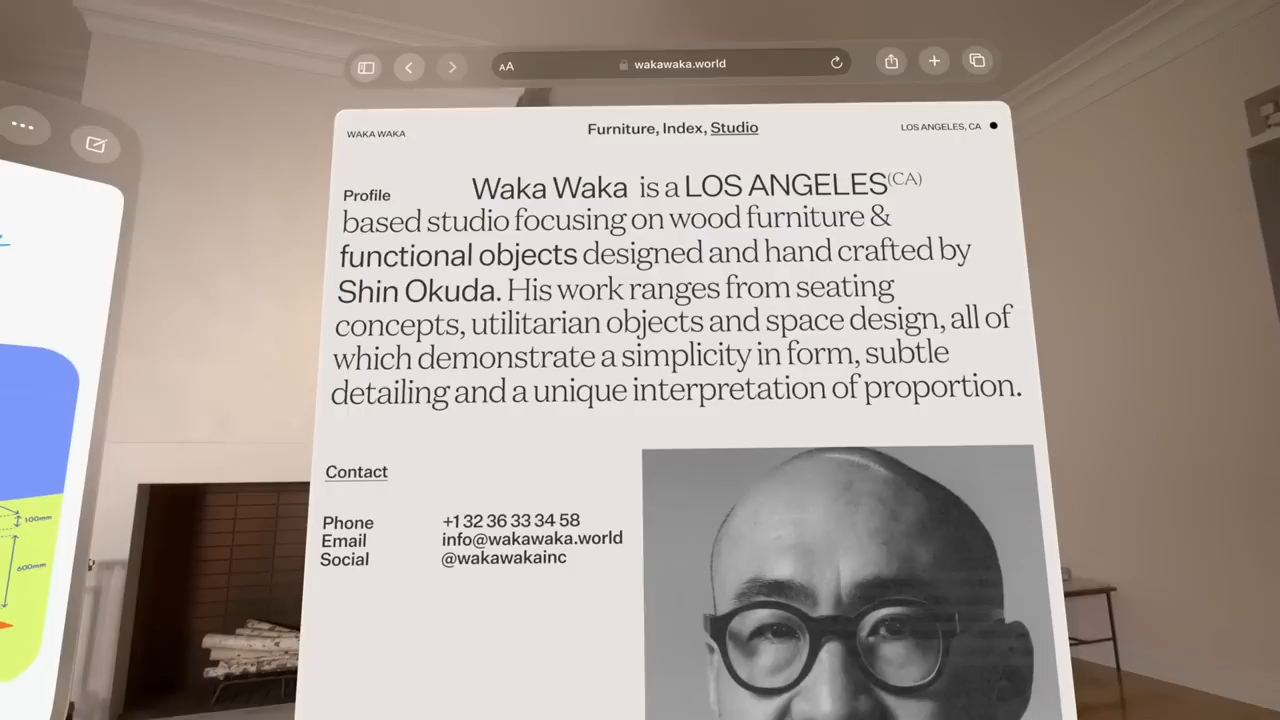 AA
wakawaka.world
WAKA WAKA
Furniture, Index, Studio
LOS ANGELES, CA
Profile
Waka Waka is a LOS ANGELES(CA)
based studio focusing on wood furniture &
functional objects designed and hand crafted by
Shin Okuda. His work ranges from seating
concepts, utilitarian objects and space design, all of
which demonstrate a simplicity in form, subtle
detailing and a unique interpretation of proportion.
Contact
Phone +1 32 36 33 34 58
Email info@wakawaka.world
Social @wakawakainc
100mm
600mm